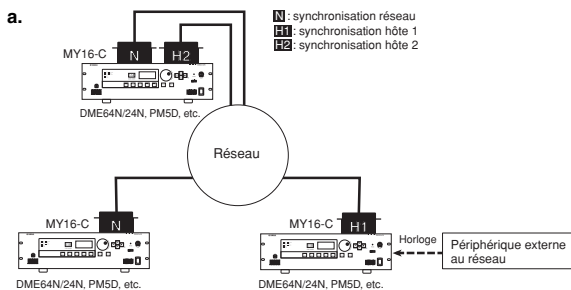 a.
N : synchronisation réseau
H1 : synchronisation hôte 1
H2 : synchronisation hôte 2
MY16-C
N
H2
DME64N/24N, PM5D, etc.
Réseau
MY16-C
N
DME64N/24N, PM5D, etc.
MY16-C
H1
DME64N/24N, PM5D, etc.
Horloge
Périphérique externe
au réseau